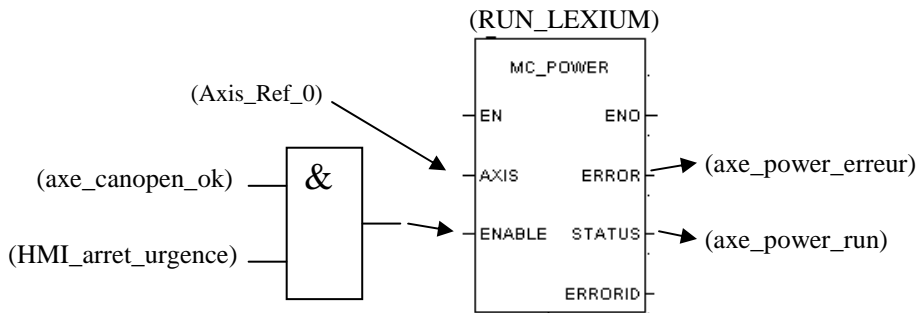 (RUN_LEXIUM)
MC_POWER
(Axis_Ref_0)
EN ENO
(axe_canopen_ok)
&
AXIS ERROR
(axe_power_erreur)
(HMI_arret_urgence)
ENABLE STATUS
(axe_power_run)
ERRORID